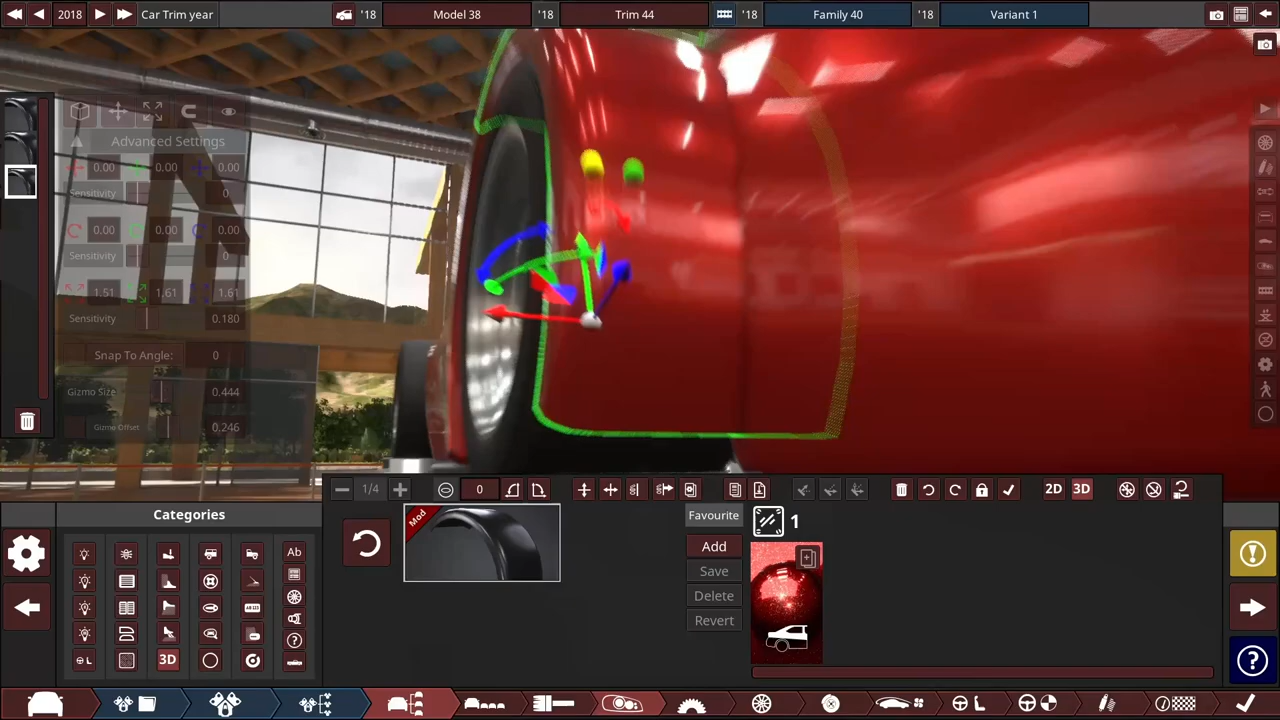 2018 Car Trim year '18 Model 38 '18 Trim 44 '18 Family 40 '18 Variant 1
Advanced Settings
0.00 0.00 0.00
Sensitivity 0
0.00 0.00 0.00
Sensitivity 0
1.51 1.61 1.61
Sensitivity 0.180
Snap To Angle: 0
Gizmo Size 0.444
Gizmo Offset 0.246
1/4 0 2D 3D
Categories
Mod
Favourite
Add
Save
Delete
Revert
1
Ab
AB 123
L
3D